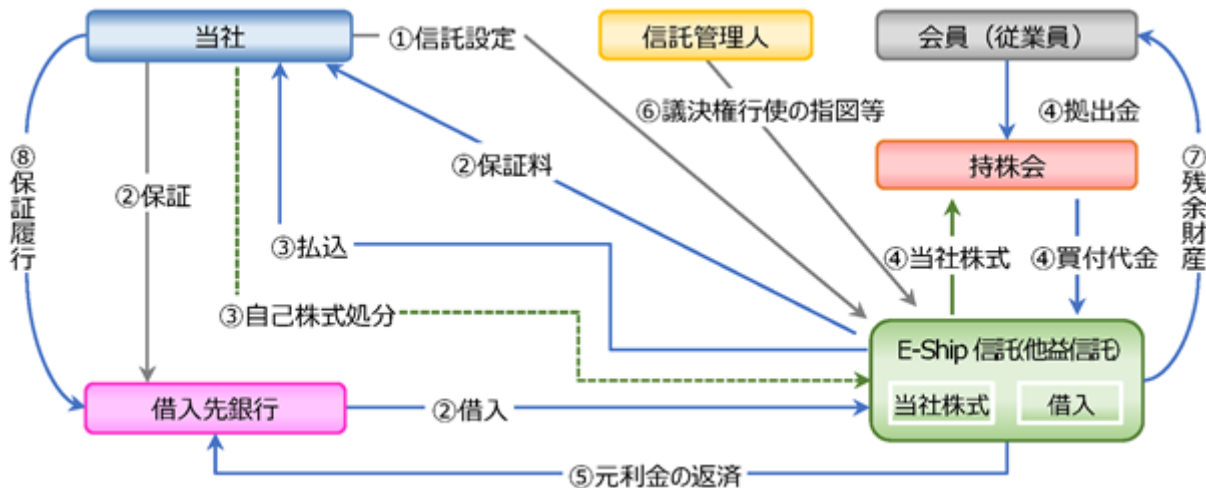 当社
①信託設定
信託管理人
会員（従業員）
⑥議決権行使の指図等
④拠出金
⑧保証履行
②保証
②保証料
持株会
⑦残余財産
③払込
④当社株式
④買付代金
③自己株式処分
E-Ship 信託(他益信託)
当社株式
借入
借入先銀行
②借入
⑤元利金の返済